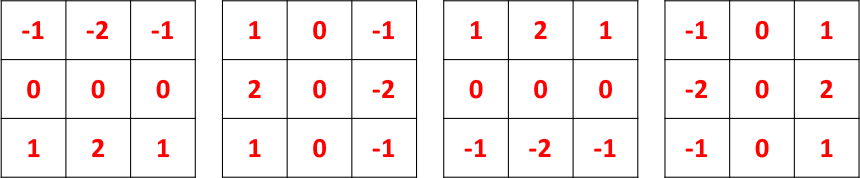 -1 -2 -1 1 0 -1 1 2 1 -1 0 1
0 0 0 2 0 -2 0 0 0 -2 0 2
1 2 1 1 0 -1 -1 -2 -1 -1 0 1